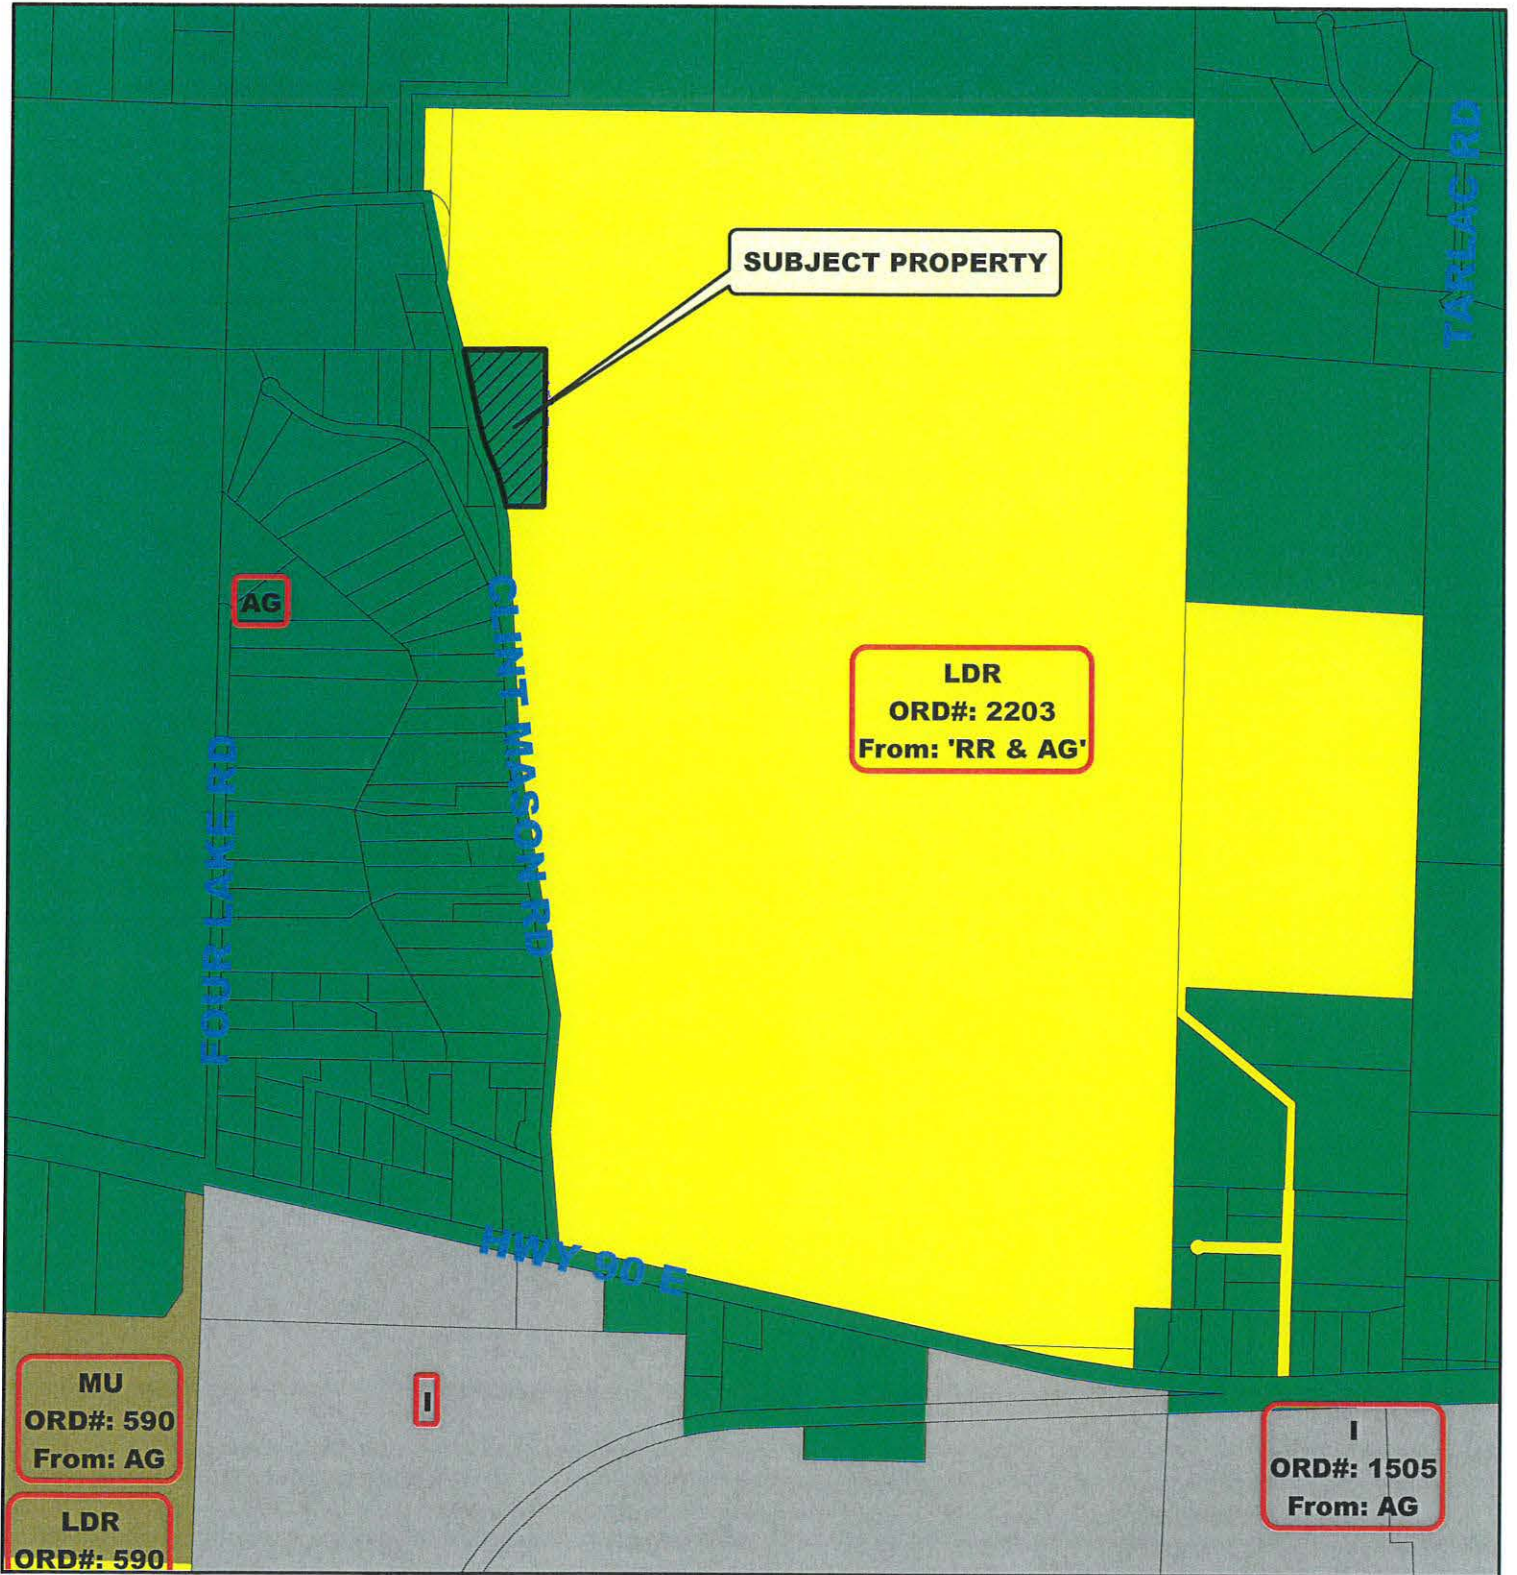 TARLAC RD
SUBJECT PROPERTY
AG
CLINT MASON RD
LDR
ORD#: 2203
From: 'RR & AG'
FOUR LAKE RD
HWY 90 E
MU
ORD#: 590
From: AG
I
I
ORD#: 1505
From: AG
LDR
ORD#: 590